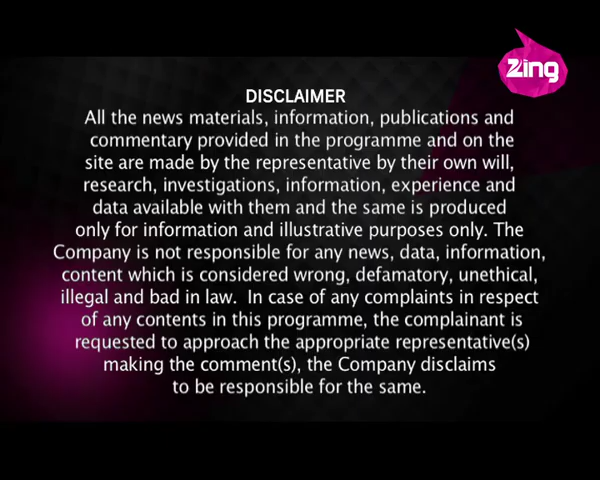 Zing
DISCLAIMER
All the news materials, information, publications and
commentary provided in the programme and on the
site are made by the representative by their own will,
research, investigations, information, experience and
data available with them and the same is produced
only for information and illustrative purposes only. The
Company is not responsible for any news, data, information,
content which is considered wrong, defamatory, unethical,
illegal and bad in law. In case of any complaints in respect
of any contents in this programme, the complainant is
requested to approach the appropriate representative(s)
making the comment(s), the Company disclaims
to be responsible for the same.